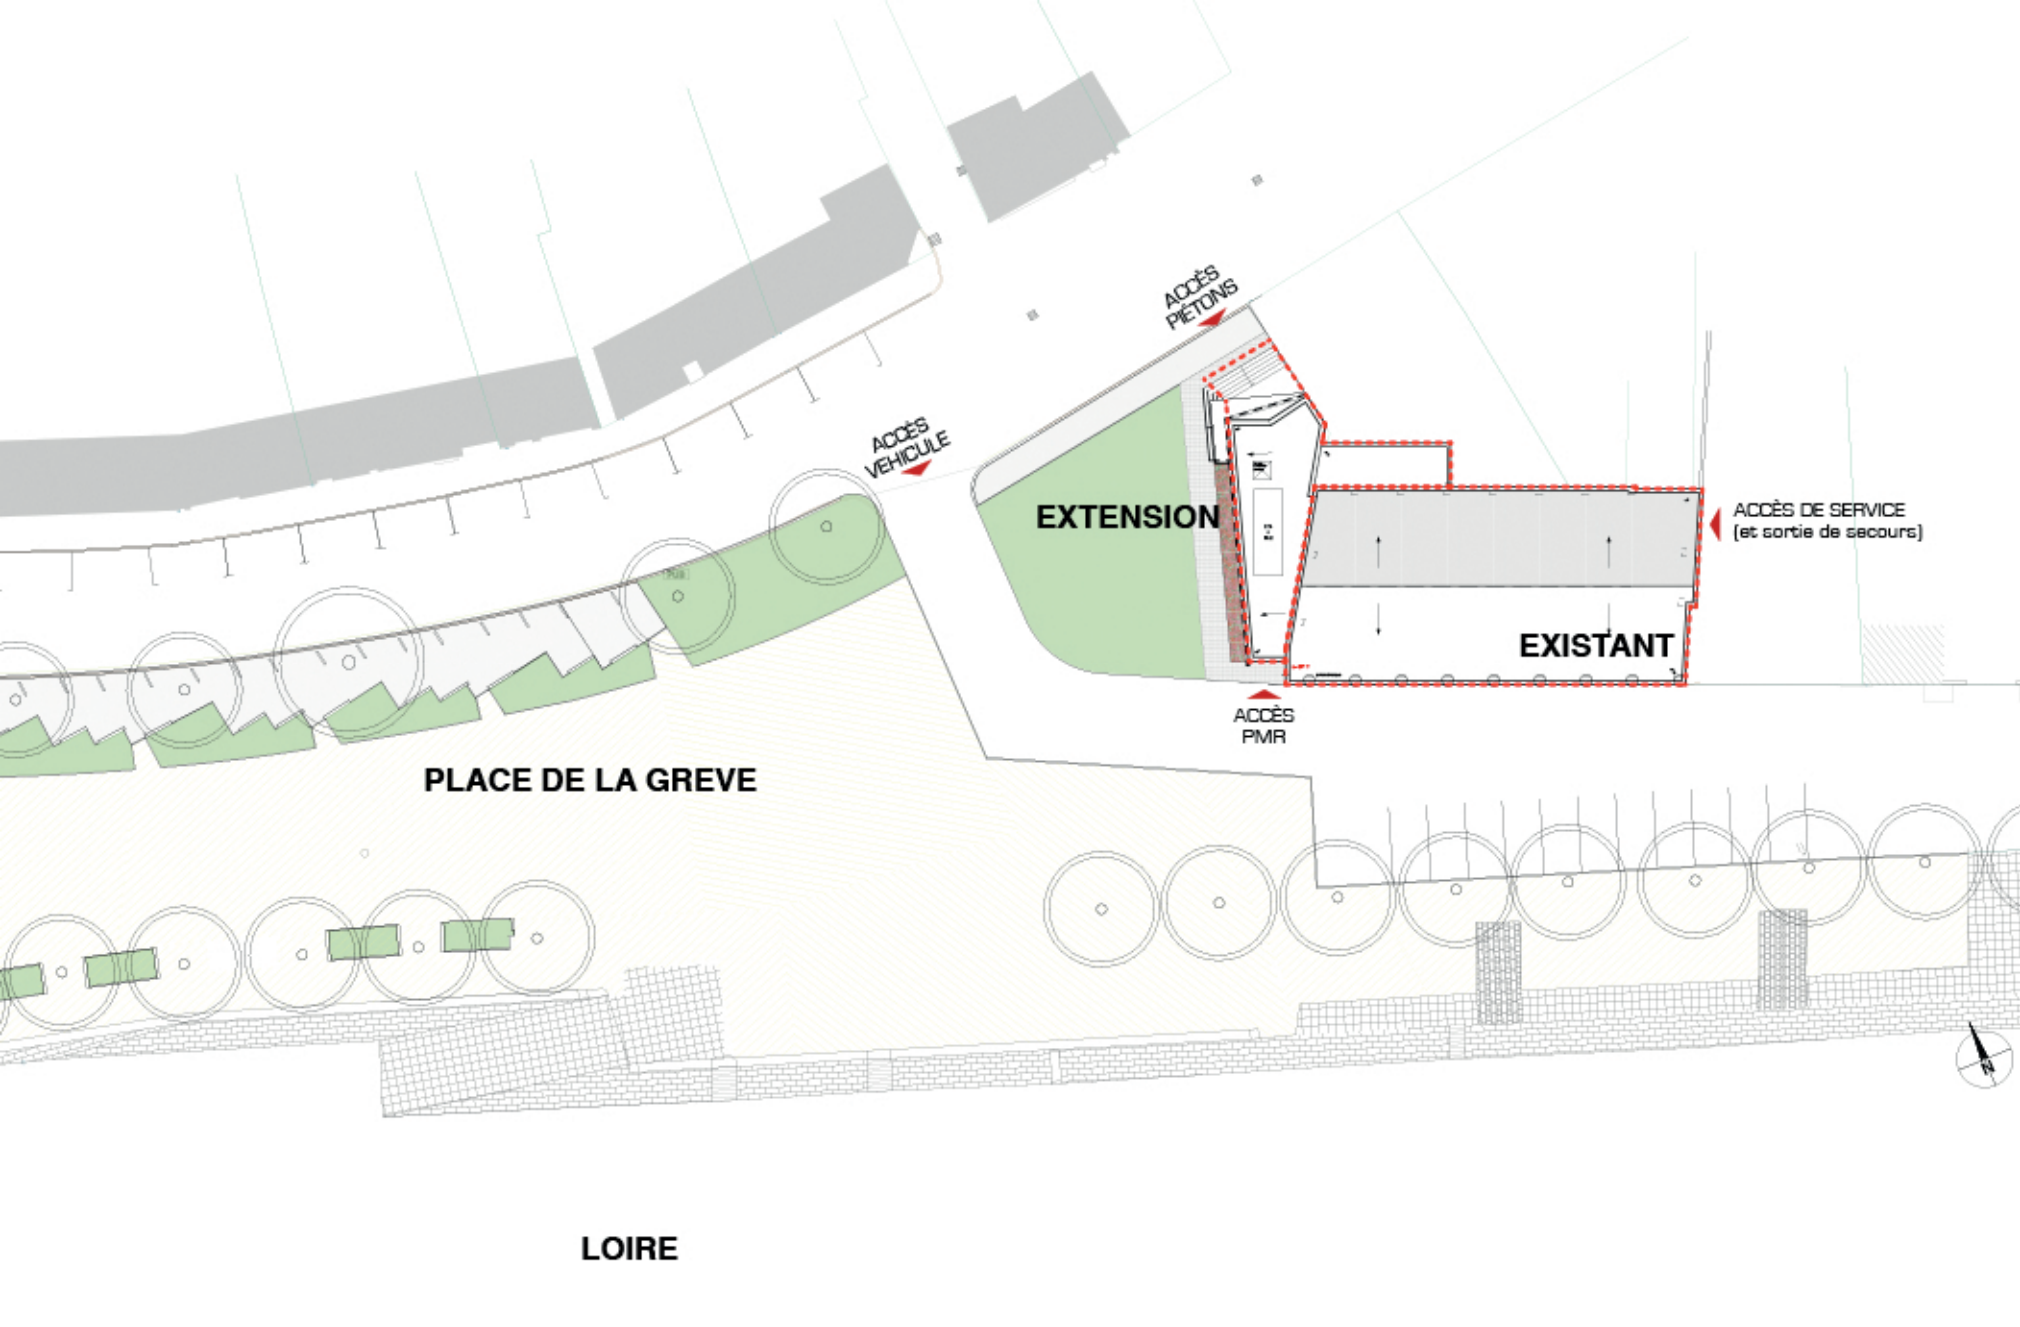 ACCÈS
PIÉTONS
ACCÈS
VEHICULE
EXTENSION
ACCÈS DE SERVICE
(et sortie de secours)
EXISTANT
ACCÈS
PMR
PLACE DE LA GREVE
N
LOIRE